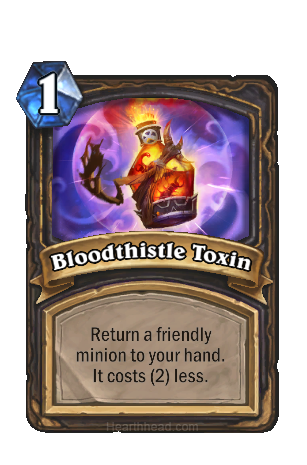 1
Bloodthistle Toxin
Return a friendly
minion to your hand.
It costs (2) less.
Hearthhead.com